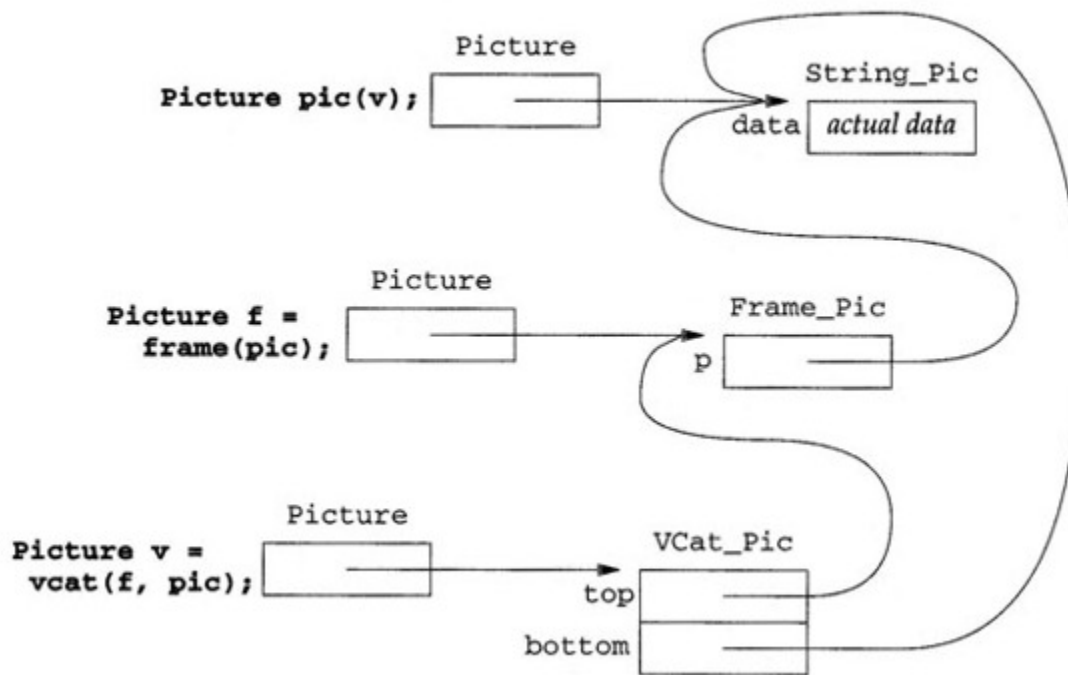 Picture
String_Pic
Picture pic(v);
data
actual data
Picture
Frame_Pic
Picture f =
frame(pic);
p
Picture
VCat_Pic
Picture v =
vcat(f, pic);
top
bottom